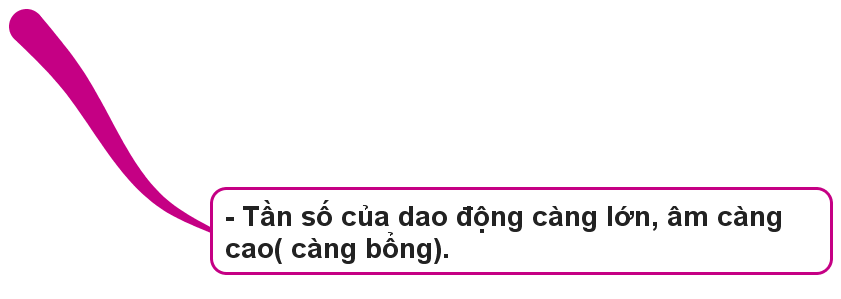 - Tần số của dao động càng lớn, âm càng
cao( càng bổng).